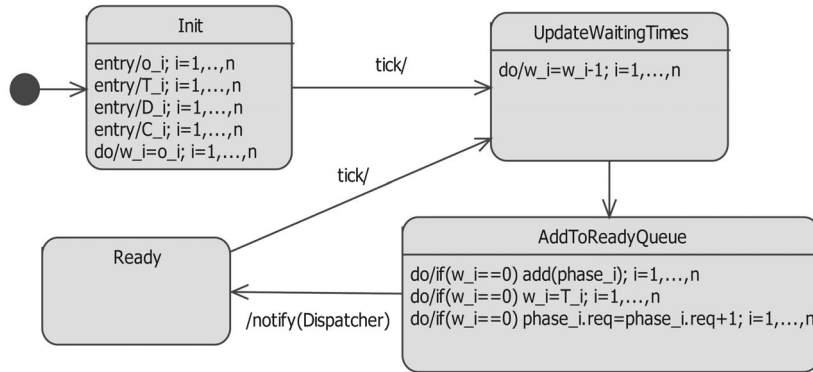 Init
entry/o_i; i=1,..,n
entry/T_i; i=1,...,n
entry/D_i; i=1,...,n
entry/C_i; i=1,...,n
do/w_i=o_i; i=1,...,n
tick/
UpdateWaitingTimes
do/w_i=w_i-1; i=1,...,n
tick/
Ready
/notify(Dispatcher)
AddToReadyQueue
do/if(w_i==0) add(phase_i); i=1,...,n
do/if(w_i==0) w_i=T_i; i=1,...,n
do/if(w_i==0) phase_i.req=phase_i.req+1; i=1,...,n